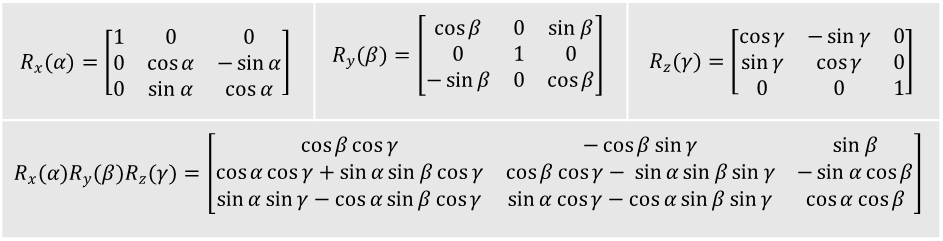 R_x(α) = [1 0 0; 0 cos α − sin α; 0 sin α cos α]
R_y(β) = [cos β 0 sin β; 0 1 0; − sin β 0 cos β]
R_z(γ) = [cos γ − sin γ 0; sin γ cos γ 0; 0 0 1]
R_x(α)R_y(β)R_z(γ) = [cos β cos γ − cos β sin γ sin β; cos α cos γ + sin α sin β cos γ cos β cos γ − sin α sin β sin γ − sin α cos β; sin α sin γ − cos α sin β cos γ sin α cos γ − cos α sin β sin γ cos α cos β]